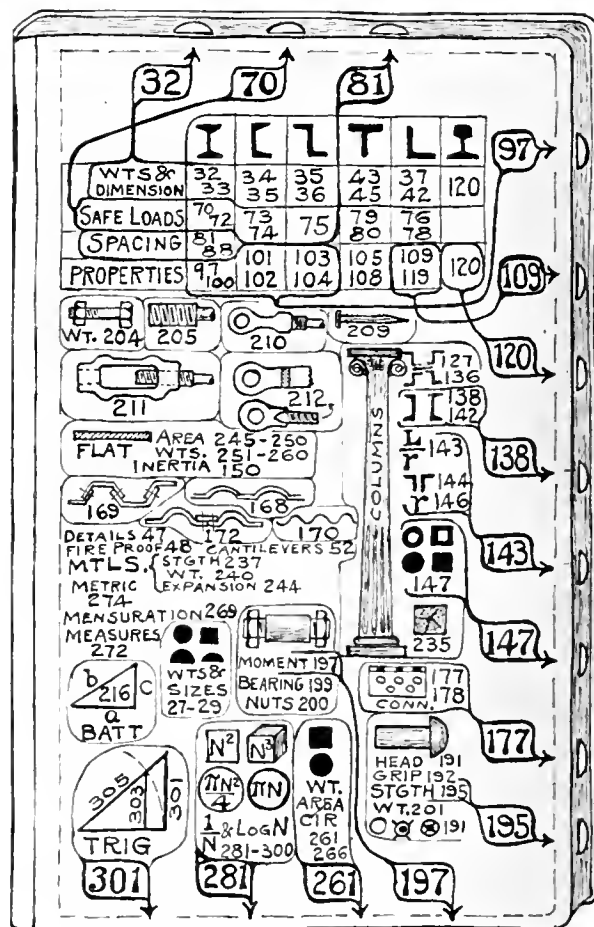 32 70 81
97
WTS & DIMENSION 32 33 34 35 35 36 43 45 37 42 120
SAFE LOADS 70 72 73 74 75 79 80 76 78
SPACING 81 88
PROPERTIES 97 100 101 102 103 104 105 108 109 119 120
109
WT. 204 205 210 209
120
127
136
211 212.
138
142
138
FLAT AREA 245-250
WTS. 251-260
INERTIA 150
COLUMNS
L
r 143
144
r 146
169 168
172 170
143
DETAILS 47
FIRE PROOF 48 CANTILEVERS 52
MTLS. STGTH 237
WT. 240
EXPANSION 244
147
METRIC
274
MENSURATION 269
MEASURES
272
147
235
WTS &
SIZES
27-29
MOMENT 197
BEARING 199
NUTS 200
177
178
CONN.
177
b 216 C
a
BATT
HEAD 191
GRIP 192
STGTH 195
WT. 201
191
195
305 303 301
TRIG
N² N³
πN²
4
πN
1
N & LOG N
281-300
WT.
AREA
CIR
261
266
301 281 261 197